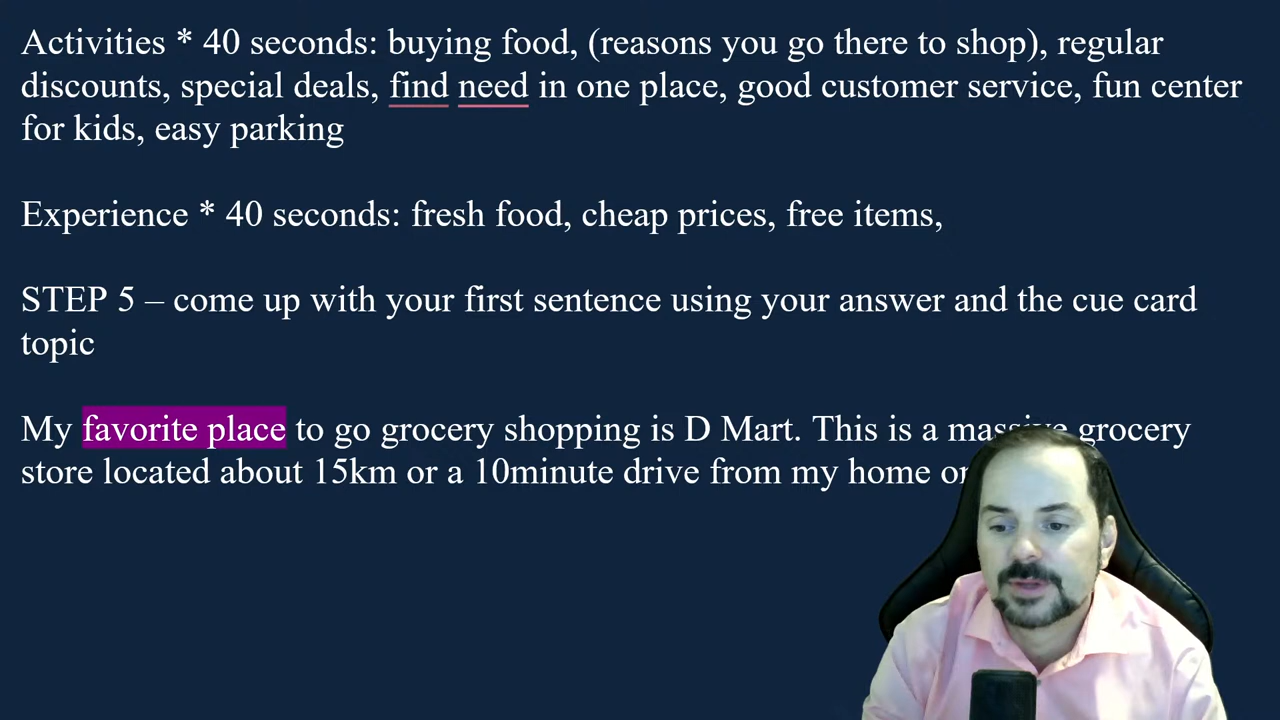 Activities * 40 seconds: buying food, (reasons you go there to shop), regular
discounts, special deals, find need in one place, good customer service, fun center
for kids, easy parking
Experience * 40 seconds: fresh food, cheap prices, free items,
STEP 5 – come up with your first sentence using your answer and the cue card
topic
My favorite place to go grocery shopping is D Mart. This is a massive grocery
store located about 15km or a 10minute drive from my home